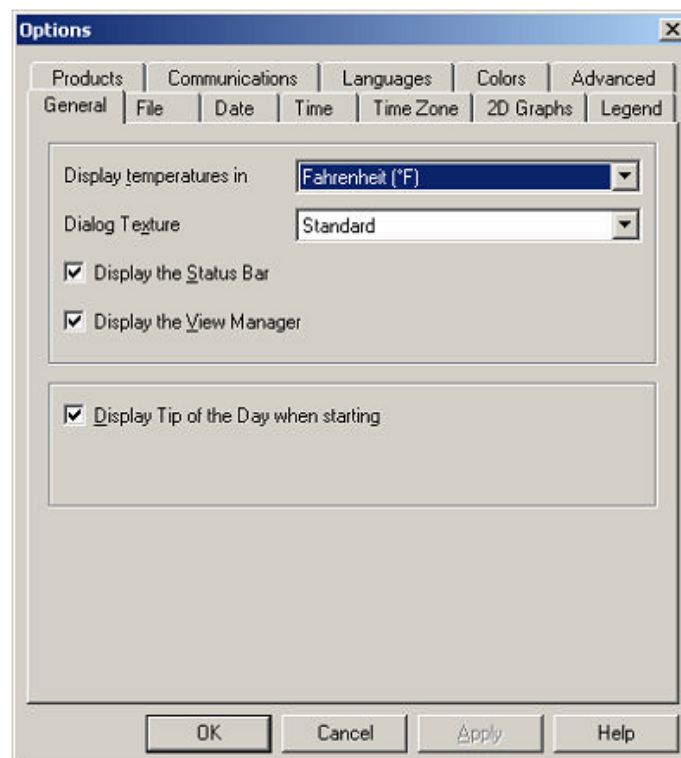 Options
Products Communications Languages Colors Advanced
General File Date Time Time Zone 2D Graphs Legend
Display temperatures in Fahrenheit (°F)
Dialog Texture Standard
Display the Status Bar
Display the View Manager
Display Tip of the Day when starting
OK Cancel Apply Help